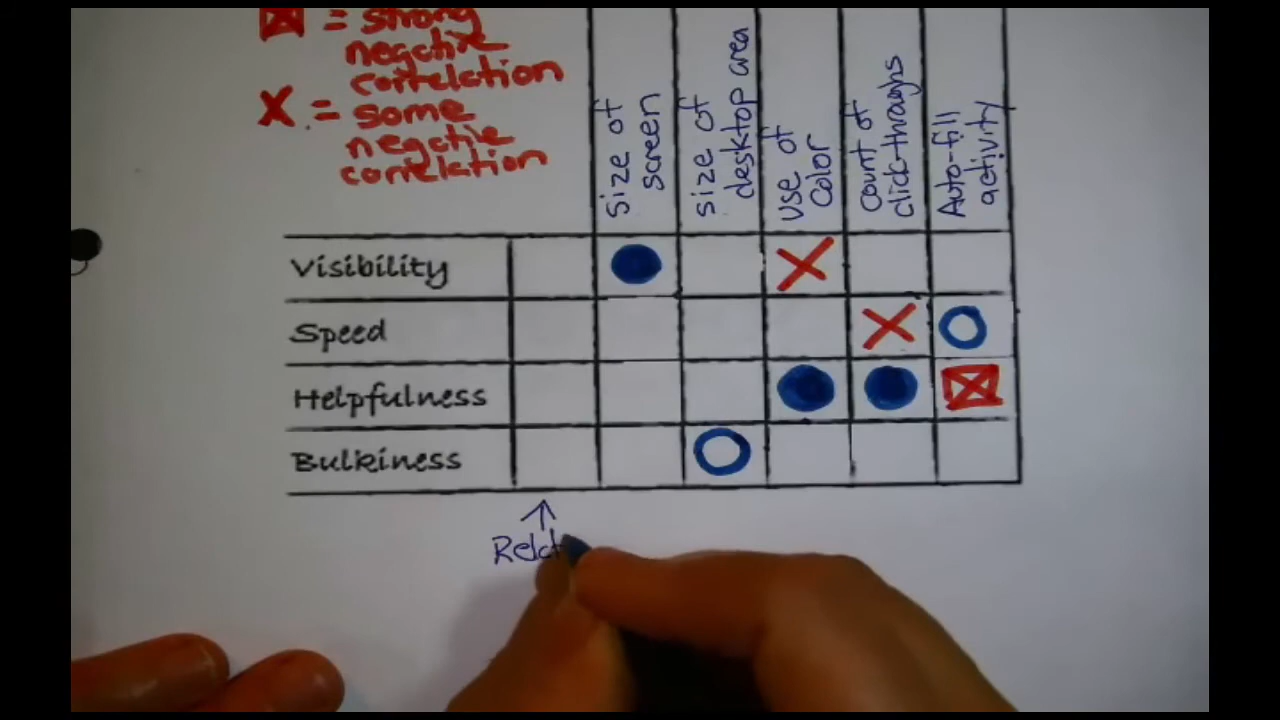 = strong
negative
correlation
X = some
negative
correlation
Size of
screen
size of
desktop area
Use of
Color
Count of
click-throughs
Auto-fill
activity
Visibility
Speed
Helpfulness
Bulkiness
Relat